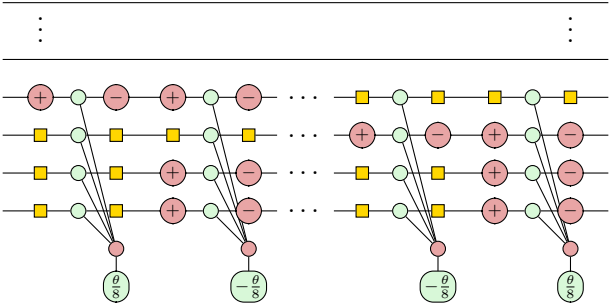 + − + − ⋯
⋯ + − + −
+ − ⋯ + −
+ − ⋯ + −
θ/8 −θ/8 −θ/8 θ/8